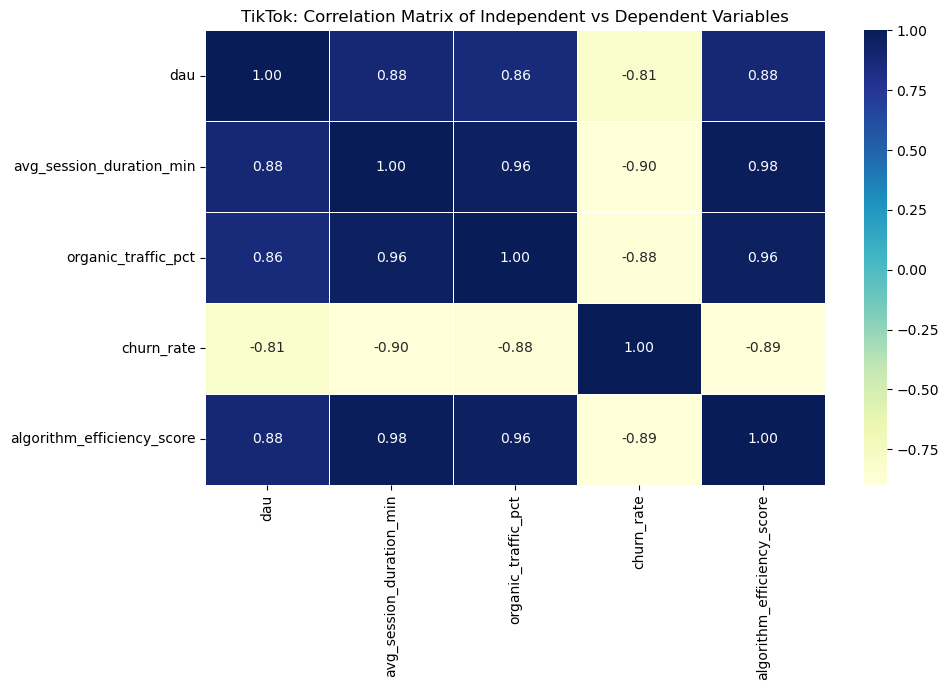 TikTok: Correlation Matrix of Independent vs Dependent Variables
dau 1.00 0.88 0.86 -0.81 0.88
avg_session_duration_min 0.88 1.00 0.96 -0.90 0.98
organic_traffic_pct 0.86 0.96 1.00 -0.88 0.96
churn_rate -0.81 -0.90 -0.88 1.00 -0.89
algorithm_efficiency_score 0.88 0.98 0.96 -0.89 1.00
dau
avg_session_duration_min
organic_traffic_pct
churn_rate
algorithm_efficiency_score
1.00
0.75
0.50
0.25
0.00
−0.25
−0.50
−0.75